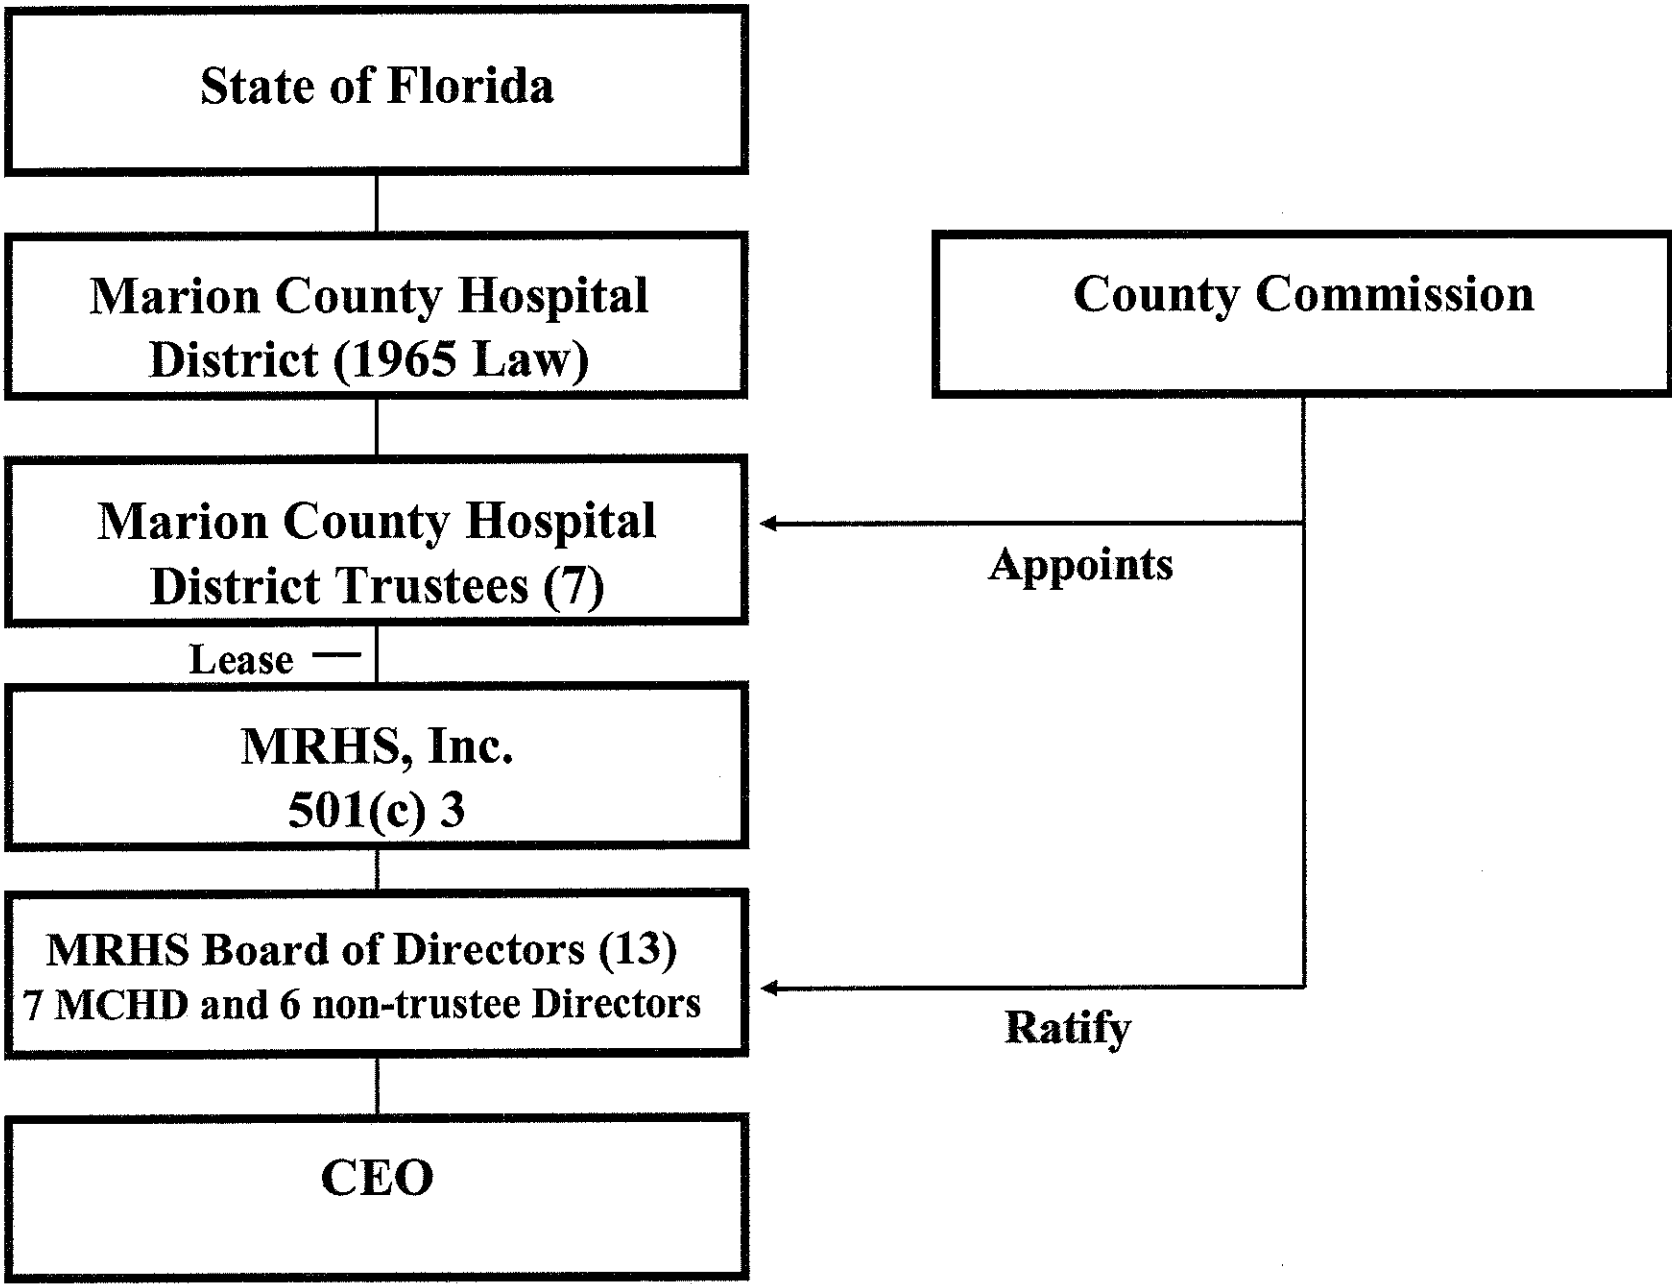 State of Florida
Marion County Hospital
District (1965 Law)
County Commission
Marion County Hospital
District Trustees (7)
Appoints
Lease —
MRHS, Inc.
501(c) 3
MRHS Board of Directors (13)
7 MCHD and 6 non-trustee Directors
Ratify
CEO